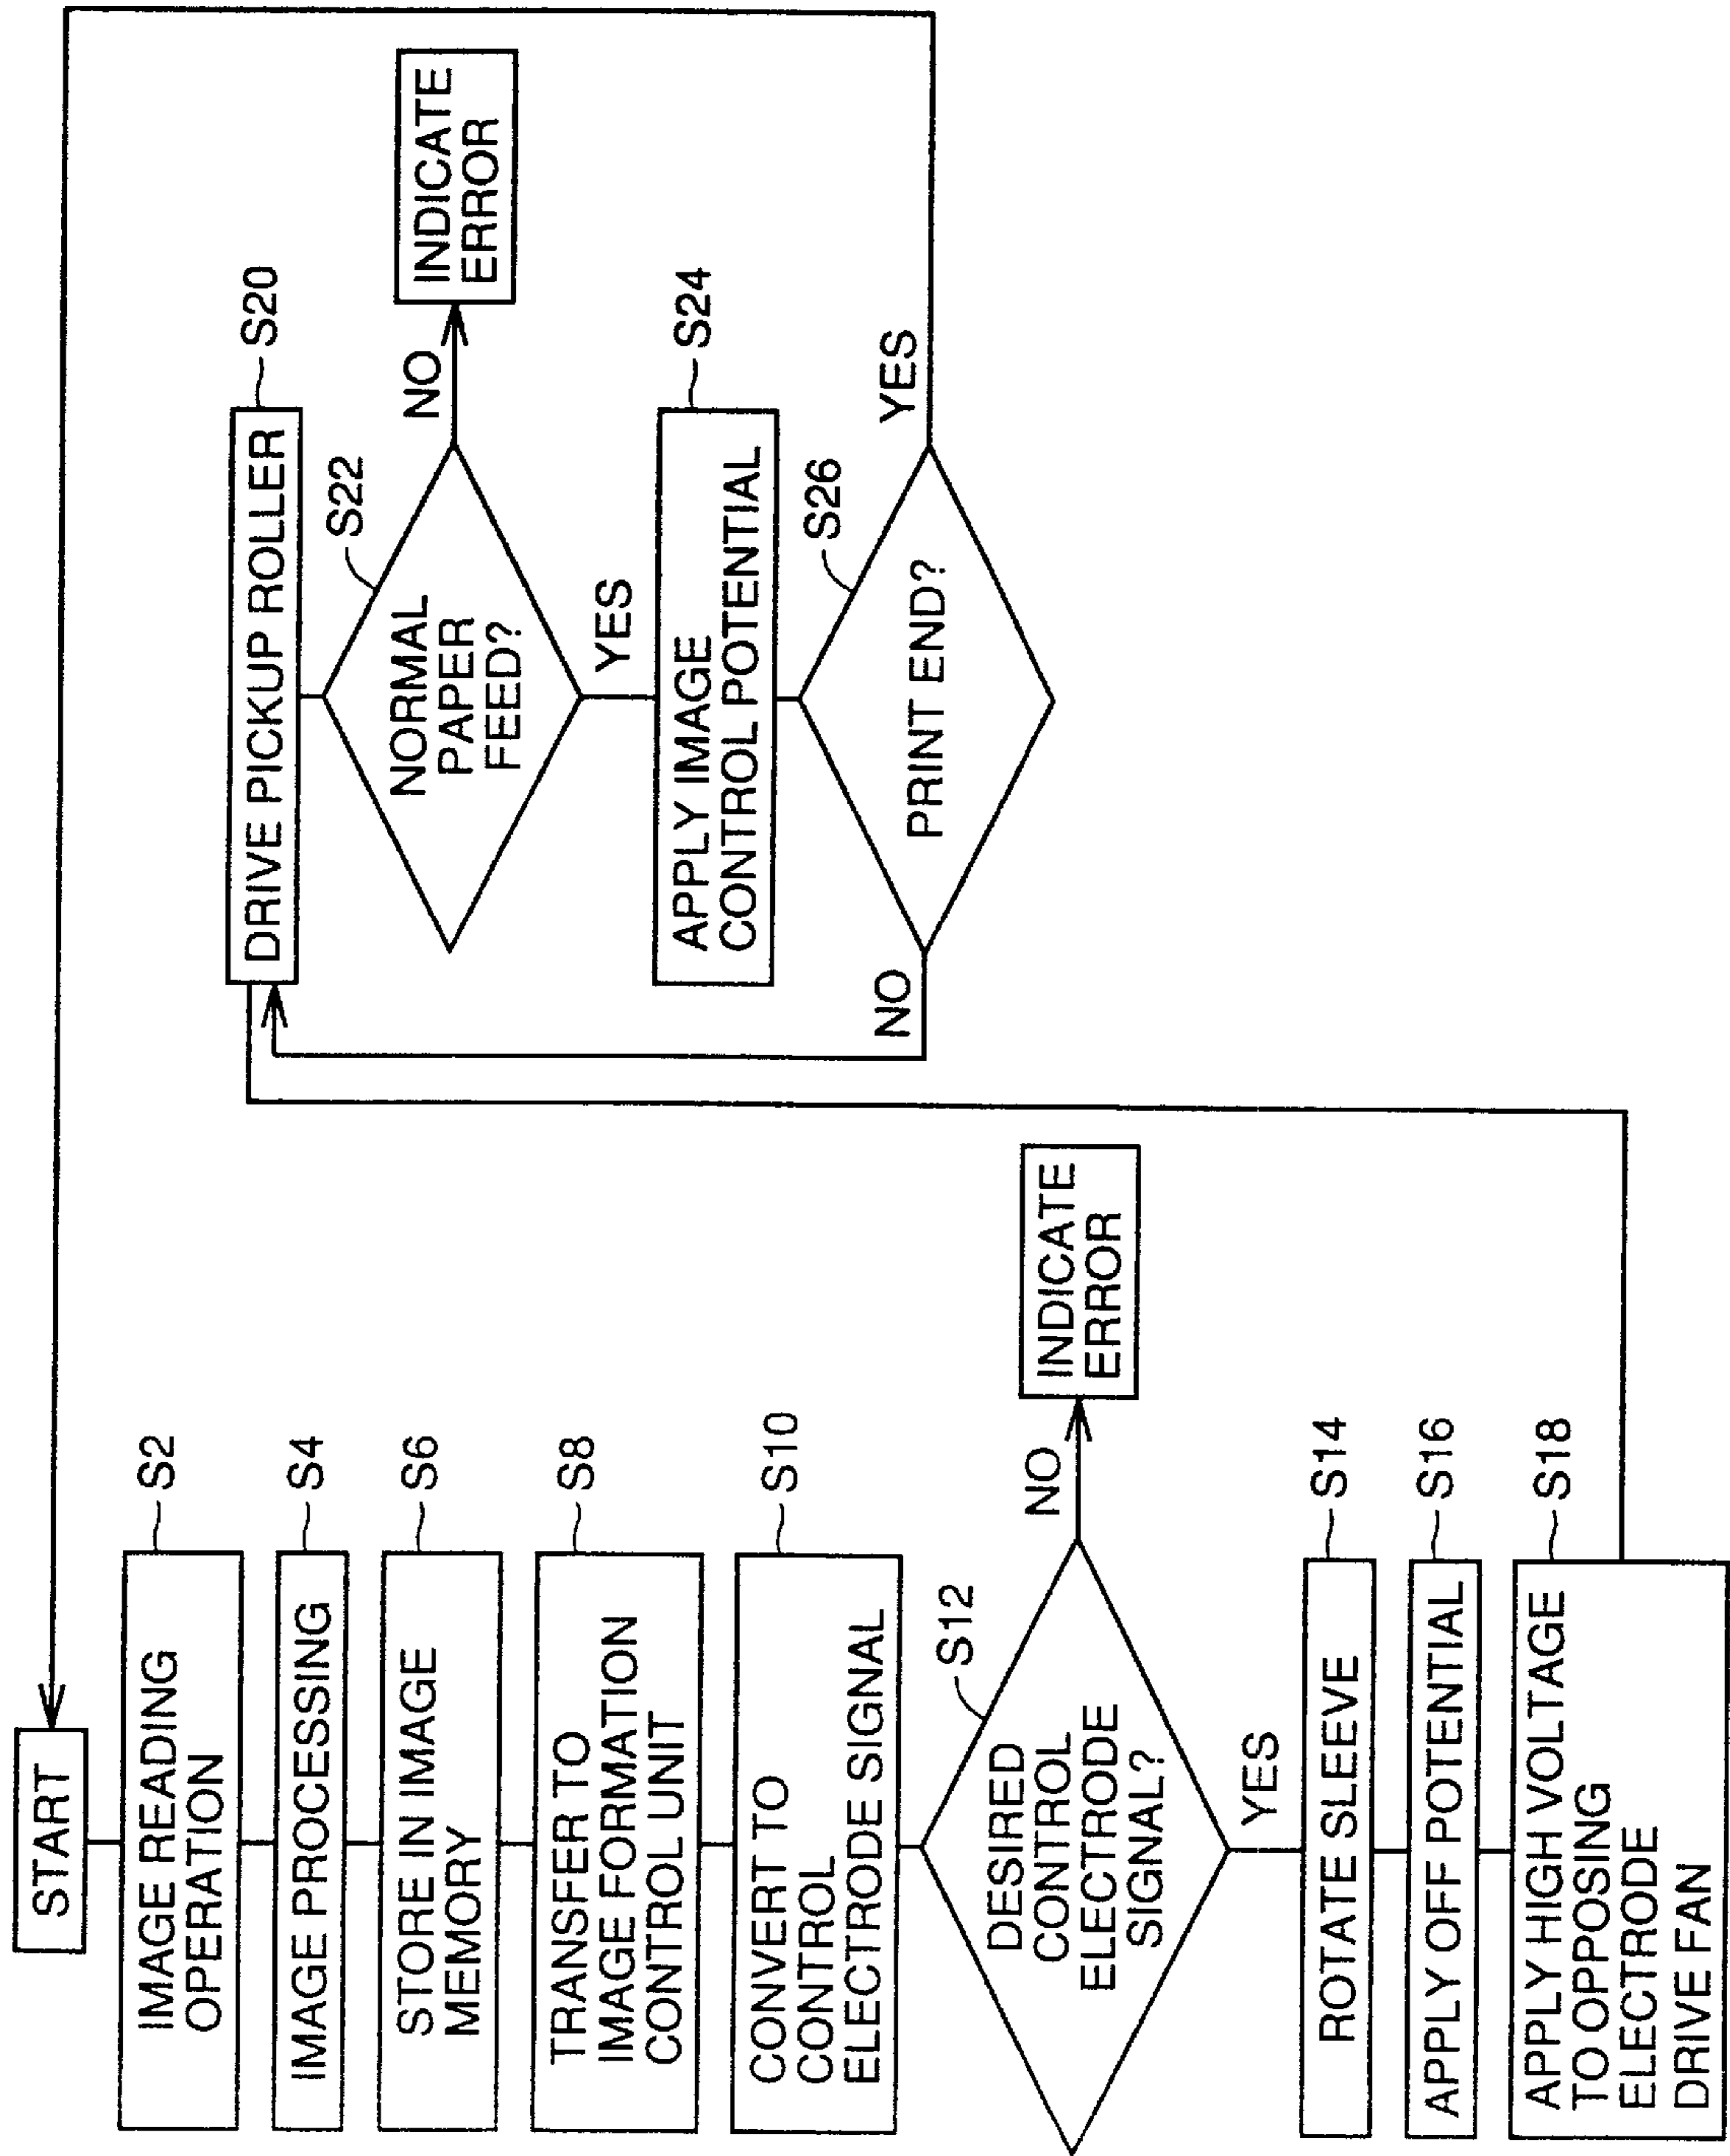 START
IMAGE READING
OPERATION
S2
IMAGE PROCESSING
S4
STORE IN IMAGE
MEMORY
S6
TRANSFER TO
IMAGE FORMATION
CONTROL UNIT
S8
CONVERT TO
CONTROL
ELECTRODE SIGNAL
S10
DESIRED
CONTROL
ELECTRODE
SIGNAL?
S12
NO
INDICATE
ERROR
YES
ROTATE SLEEVE
S14
APPLY OFF POTENTIAL
S16
APPLY HIGH VOLTAGE
TO OPPOSING
ELECTRODE
DRIVE FAN
S18
DRIVE PICKUP ROLLER
S20
NORMAL
PAPER
FEED?
S22
NO
INDICATE
ERROR
YES
APPLY IMAGE
CONTROL POTENTIAL
S24
PRINT END?
S26
NO
YES